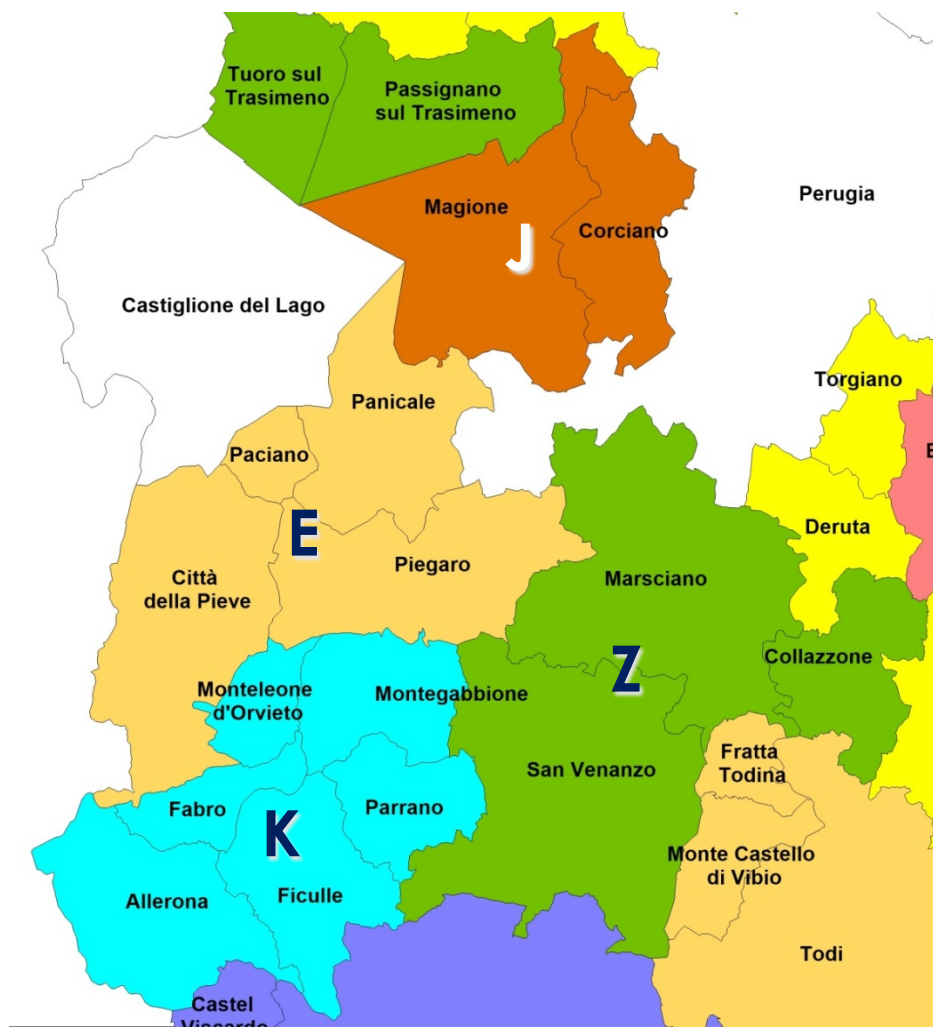 Tuoro sul
Trasimeno
Passignano
sul Trasimeno
Magione
J
Corciano
Perugia
Castiglione del Lago
Torgiano
Panicale
Paciano
E
Deruta
Piegaro
Marsciano
Città
della Pieve
Collazzone
Z
Monteleone
d'Orvieto
Montegabbione
San Venanzo
Fratta
Todina
Fabro
Parrano
K
Monte Castello
di Vibio
Allerona
Ficulle
Todi
Castel